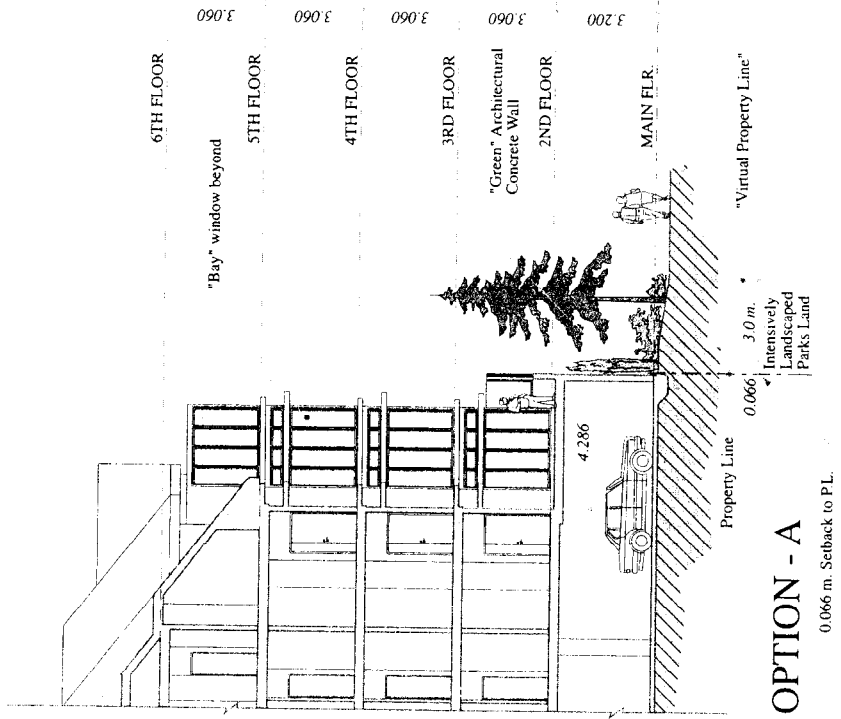 6TH FLOOR
3.060
"Bay" window beyond
5TH FLOOR
3.060
4TH FLOOR
3.060
3RD FLOOR
3.060
"Green" Architectural
Concrete Wall
2ND FLOOR
3.200
MAIN FLR.
4.286
"Virtual Property Line"
0.066
3.0 m.
Intensively
Landscaped
Parks Land
Property Line
OPTION - A
0.066 m. Setback to P.L.